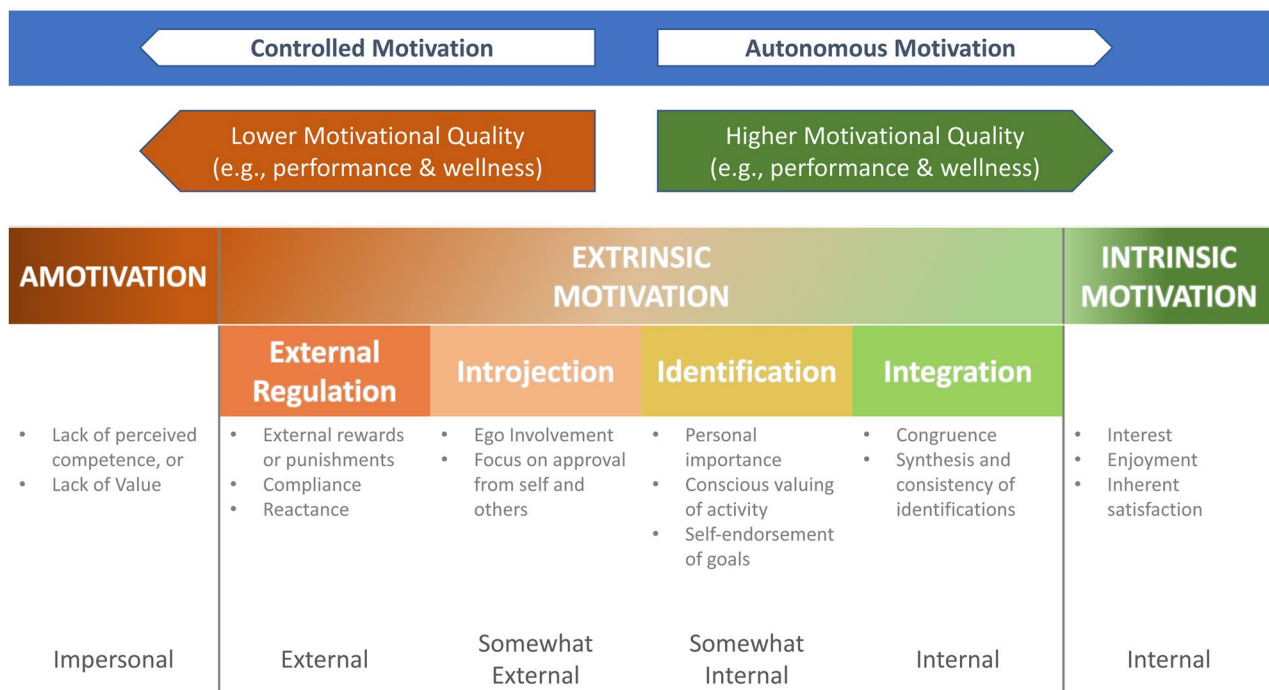 Controlled Motivation
Autonomous Motivation
Lower Motivational Quality
(e.g., performance & wellness)
Higher Motivational Quality
(e.g., performance & wellness)
AMOTIVATION
EXTRINSIC
MOTIVATION
INTRINSIC
MOTIVATION
External
Regulation
Introjection
Identification
Integration
• Lack of perceived
competence, or
• Lack of Value
• External rewards
or punishments
• Compliance
• Reactance
• Ego Involvement
• Focus on approval
from self and
others
• Personal
importance
• Conscious valuing
of activity
• Self-endorsement
of goals
• Congruence
• Synthesis and
consistency of
identifications
• Interest
• Enjoyment
• Inherent
satisfaction
Impersonal
External
Somewhat
External
Somewhat
Internal
Internal
Internal